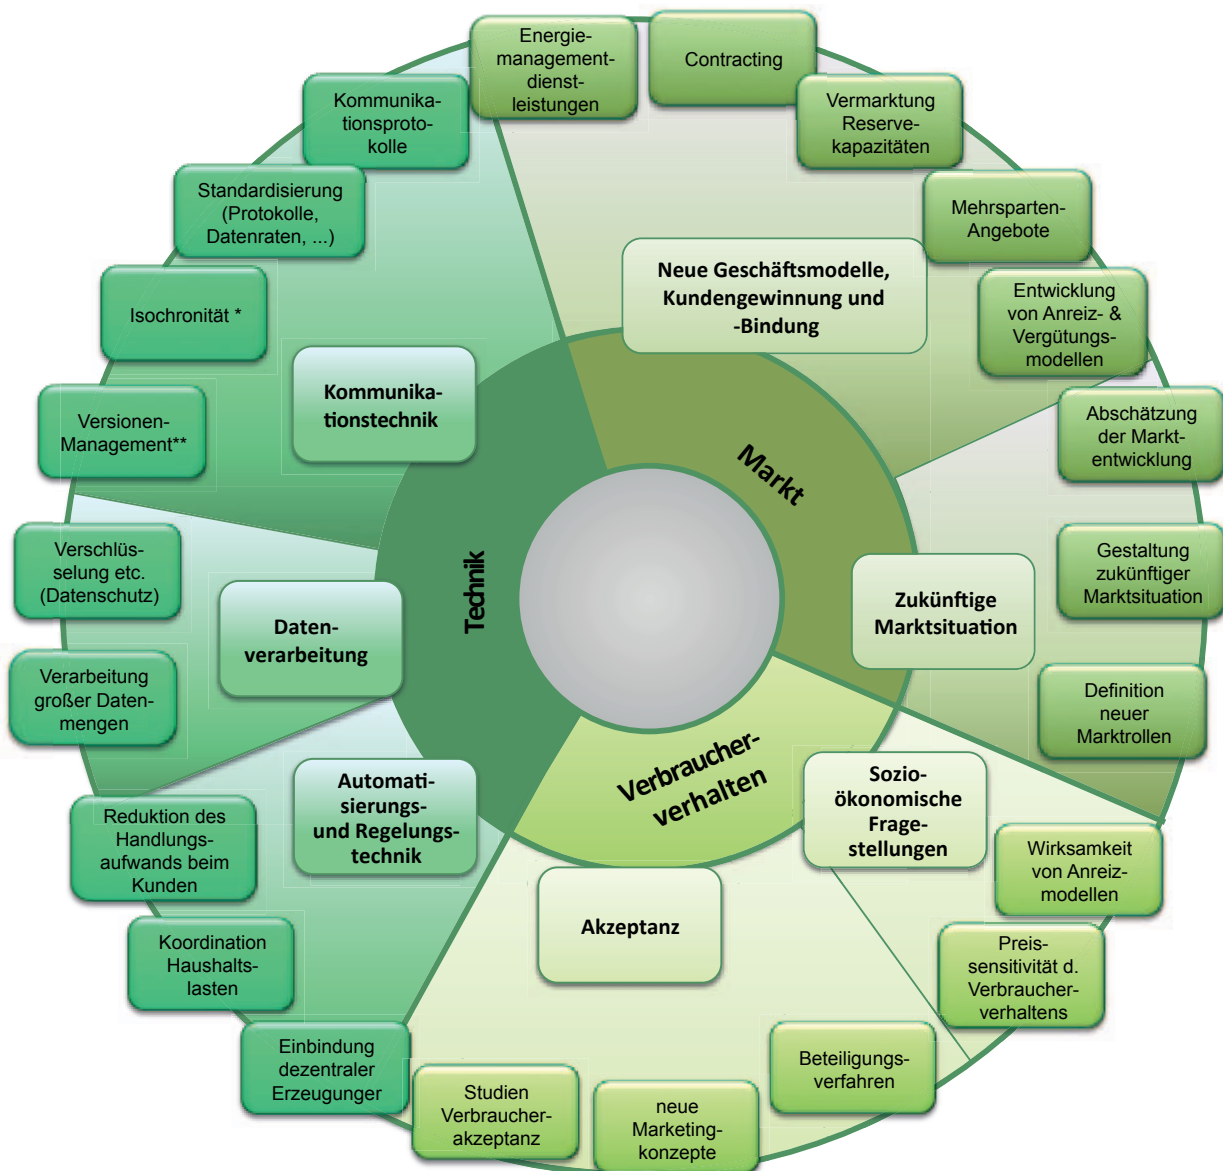 Energie-
management-
dienst-
leistungen
Contracting
Vermarktung
Reserve-
kapazitäten
Mehrsparten-
Angebote
Entwicklung
von Anreiz- &
Vergütungs-
modellen
Abschätzung
der Markt-
entwicklung
Gestaltung
zukünftiger
Marktsituation
Definition
neuer
Marktrollen
Wirksamkeit
von Anreiz-
modellen
Preis-
sensitivität d.
Verbraucher-
verhaltens
Beteiligungs-
verfahren
neue
Marketing-
konzepte
Studien
Verbraucher-
akzeptanz
Einbindung
dezentraler
Erzeugunger
Koordination
Haushalts-
lasten
Reduktion des
Handlungs-
aufwands beim
Kunden
Verarbeitung
großer Daten-
mengen
Verschlüs-
selung etc.
(Datenschutz)
Versionen-
Management**
Isochronität *
Standardisierung
(Protokolle,
Datenraten, ...)
Kommunika-
tionsproto-
kolle
Neue Geschäftsmodelle,
Kundengewinnung und
-Bindung
Zukünftige
Marktsituation
Sozio-
ökonomische
Frage-
stellungen
Akzeptanz
Automati-
sierungs-
und Regelungs-
technik
Daten-
verarbeitung
Kommunika-
tionstechnik
Markt
Verbraucher-
verhalten
Technik